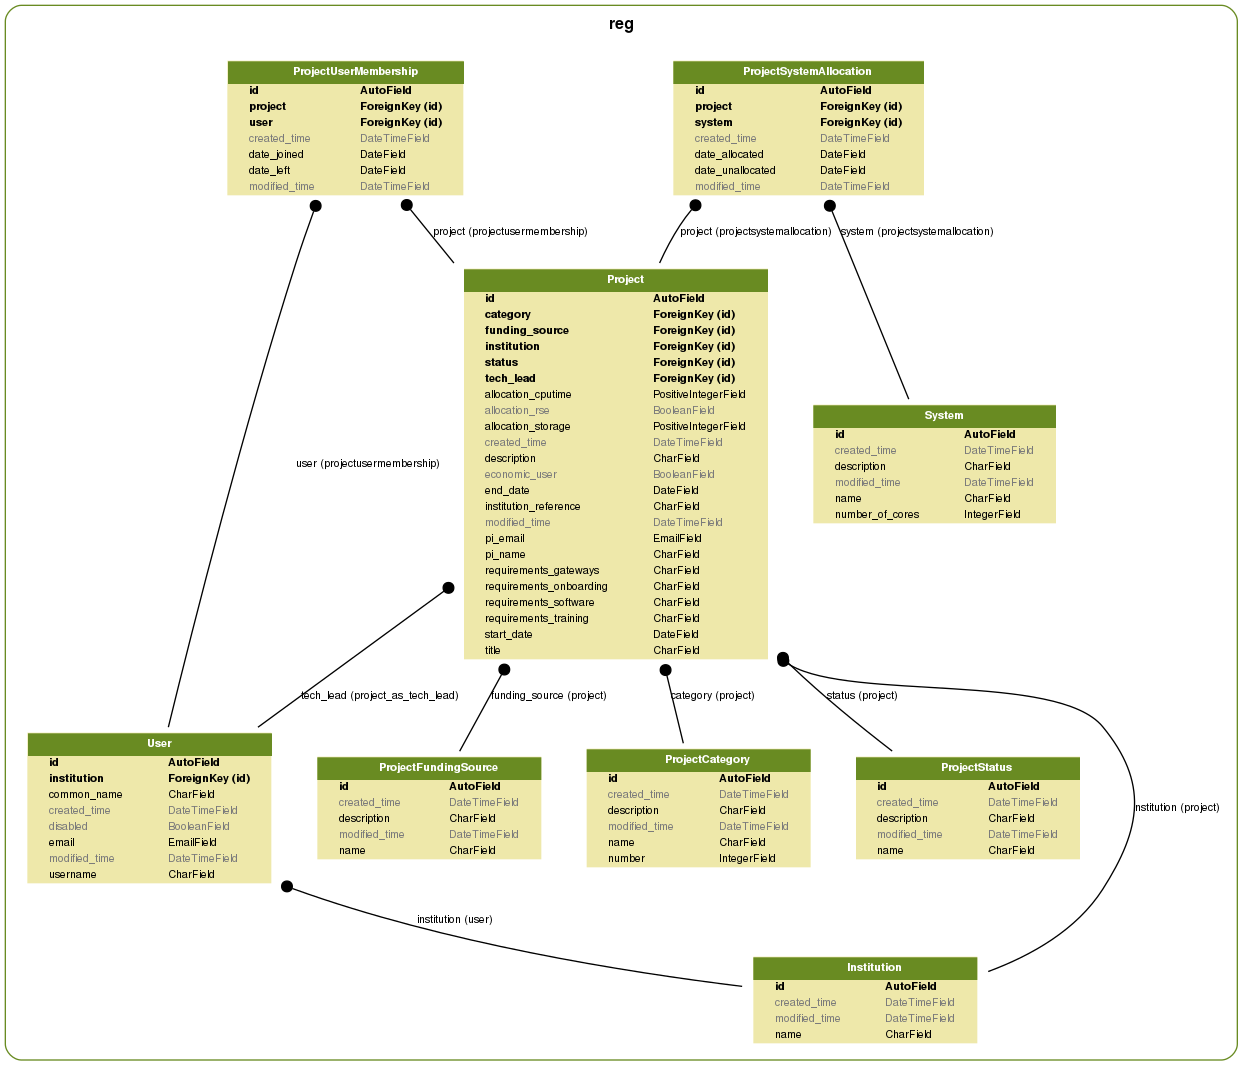 reg
ProjectUserMembership
id AutoField
project ForeignKey (id)
user ForeignKey (id)
created_time DateTimeField
date_joined DateField
date_left DateField
modified_time DateTimeField
ProjectSystemAllocation
id AutoField
project ForeignKey (id)
system ForeignKey (id)
created_time DateTimeField
date_allocated DateField
date_unallocated DateField
modified_time DateTimeField
project (projectusermembership)
project (projectsystemallocation)
system (projectsystemallocation)
Project
id AutoField
category ForeignKey (id)
funding_source ForeignKey (id)
institution ForeignKey (id)
status ForeignKey (id)
tech_lead ForeignKey (id)
allocation_cputime PositiveIntegerField
allocation_rse BooleanField
allocation_storage PositiveIntegerField
created_time DateTimeField
description CharField
economic_user BooleanField
end_date DateField
institution_reference CharField
modified_time DateTimeField
pi_email EmailField
pi_name CharField
requirements_gateways CharField
requirements_onboarding CharField
requirements_software CharField
requirements_training CharField
start_date DateField
title CharField
System
id AutoField
created_time DateTimeField
description CharField
modified_time DateTimeField
name CharField
number_of_cores IntegerField
user (projectusermembership)
tech_lead (project_as_tech_lead)
funding_source (project)
category (project)
status (project)
User
id AutoField
institution ForeignKey (id)
common_name CharField
created_time DateTimeField
disabled BooleanField
email EmailField
modified_time DateTimeField
username CharField
ProjectFundingSource
id AutoField
created_time DateTimeField
description CharField
modified_time DateTimeField
name CharField
ProjectCategory
id AutoField
created_time DateTimeField
description CharField
modified_time DateTimeField
name CharField
number IntegerField
ProjectStatus
id AutoField
created_time DateTimeField
description CharField
modified_time DateTimeField
name CharField
institution (project)
institution (user)
Institution
id AutoField
created_time DateTimeField
modified_time DateTimeField
name CharField